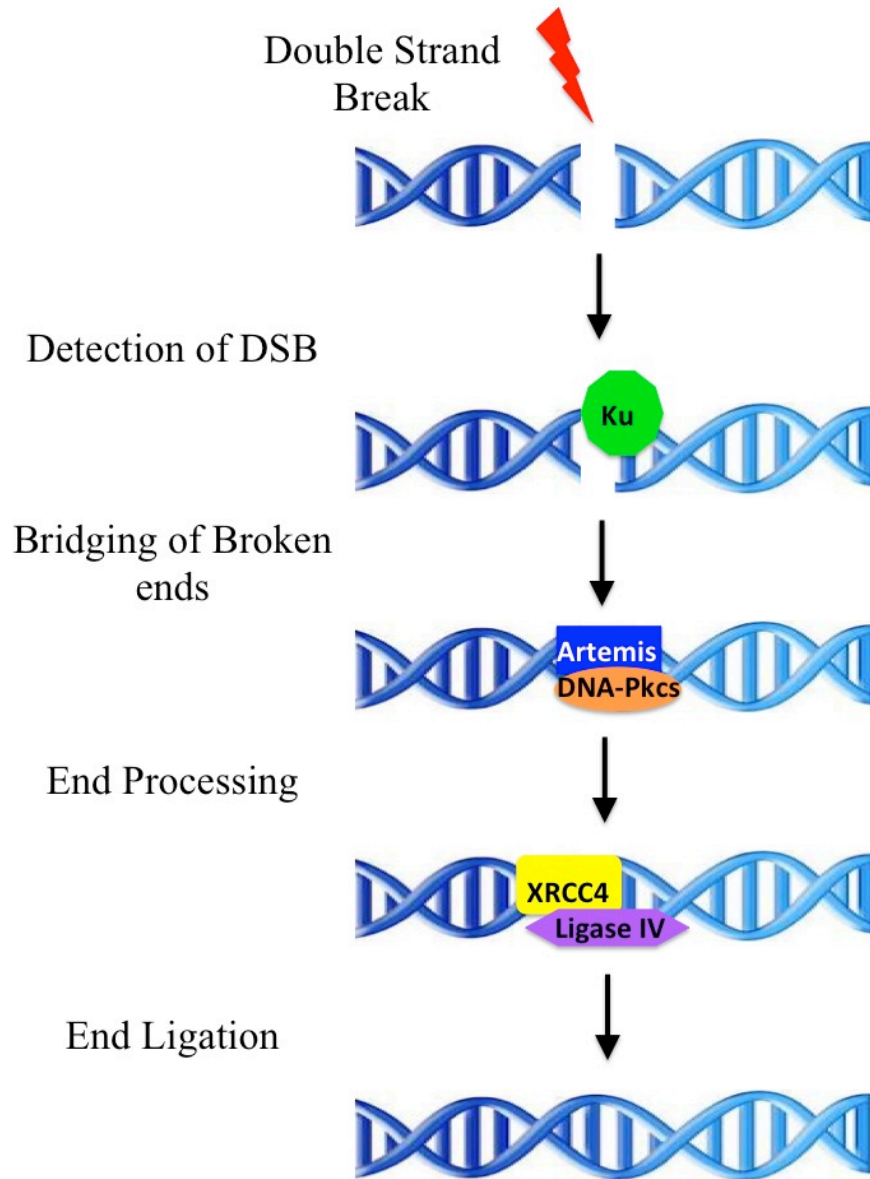 Double Strand
Break
Detection of DSB
Ku
Bridging of Broken
ends
Artemis
DNA-Pkcs
End Processing
XRCC4
Ligase IV
End Ligation